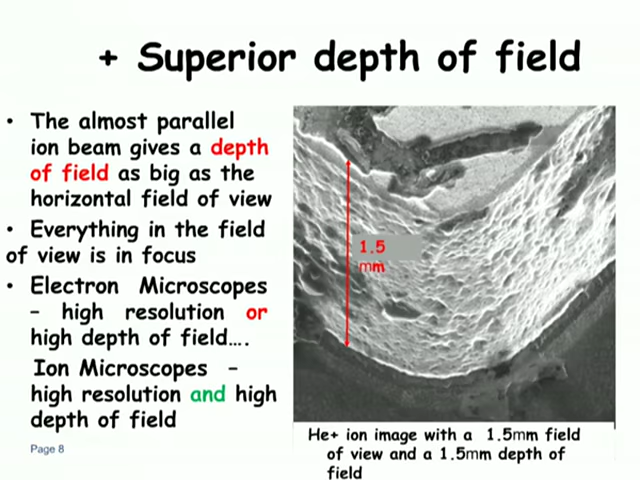 + Superior depth of field
• The almost parallel
ion beam gives a depth
of field as big as the
horizontal field of view
• Everything in the field
of view is in focus
• Electron Microscopes
– high resolution or
high depth of field….
Ion Microscopes –
high resolution and high
depth of field
Page 8
1.5
mm
He+ ion image with a 1.5mm field
of view and a 1.5mm depth of
field